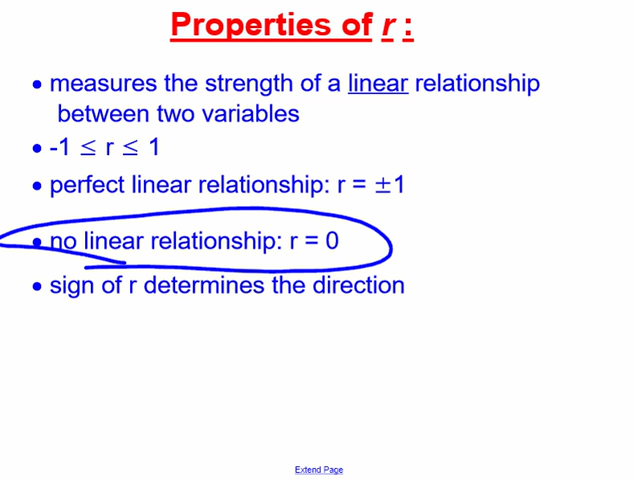 Properties of r :
• measures the strength of a linear relationship
between two variables
• -1 ≤ r ≤ 1
• perfect linear relationship: r = ±1
• no linear relationship: r = 0
• sign of r determines the direction
Extend Page